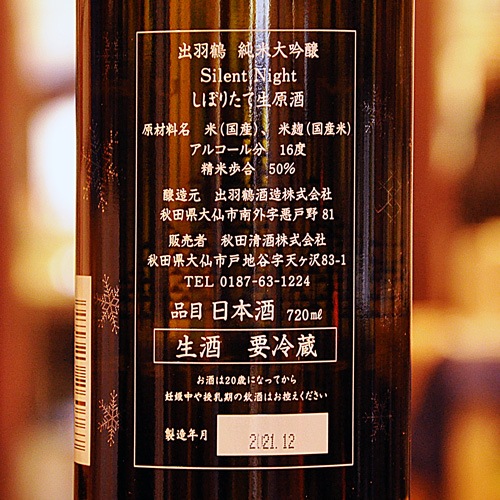 出羽鶴 純米大吟醸
Silent Night
しぼりたて生原酒
原材料名 米(国産)、米麹(国産米)
アルコール分 16度
精米歩合 50%
醸造元 出羽鶴酒造株式会社
秋田県大仙市南外字悪戸野81
販売者 秋田清酒株式会社
秋田県大仙市戸地谷字天ヶ沢83-1
TEL 0187-63-1224
品目 日本酒 720㎖
生酒 要冷蔵
お酒は20歳になってから
妊娠中や授乳期の飲酒はお控えください
製造年月 2021.12